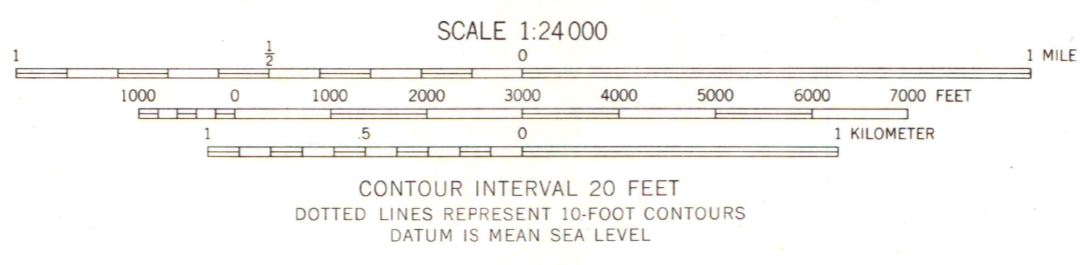 SCALE 1:24 000
1 1/2 0 1 MILE
1000 0 1000 2000 3000 4000 5000 6000 7000 FEET
1 .5 0 1 KILOMETER
CONTOUR INTERVAL 20 FEET
DOTTED LINES REPRESENT 10-FOOT CONTOURS
DATUM IS MEAN SEA LEVEL